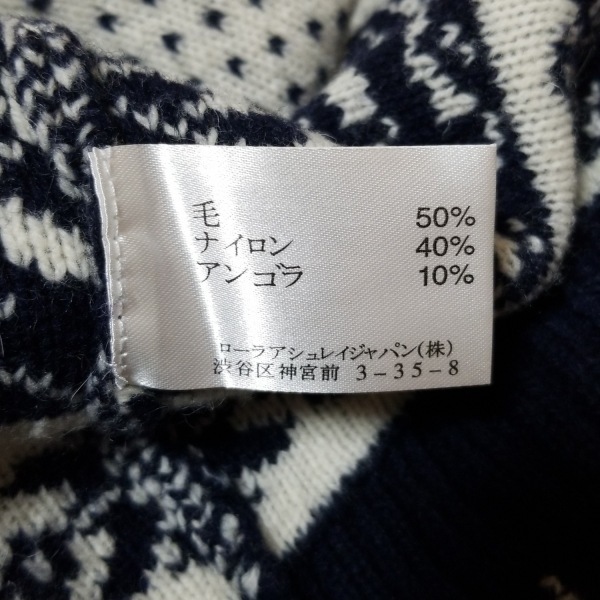 毛 50%
ナイロン 40%
アンゴラ 10%
ローラアシュレイジャパン(株)
渋谷区神宮前 3-35-8